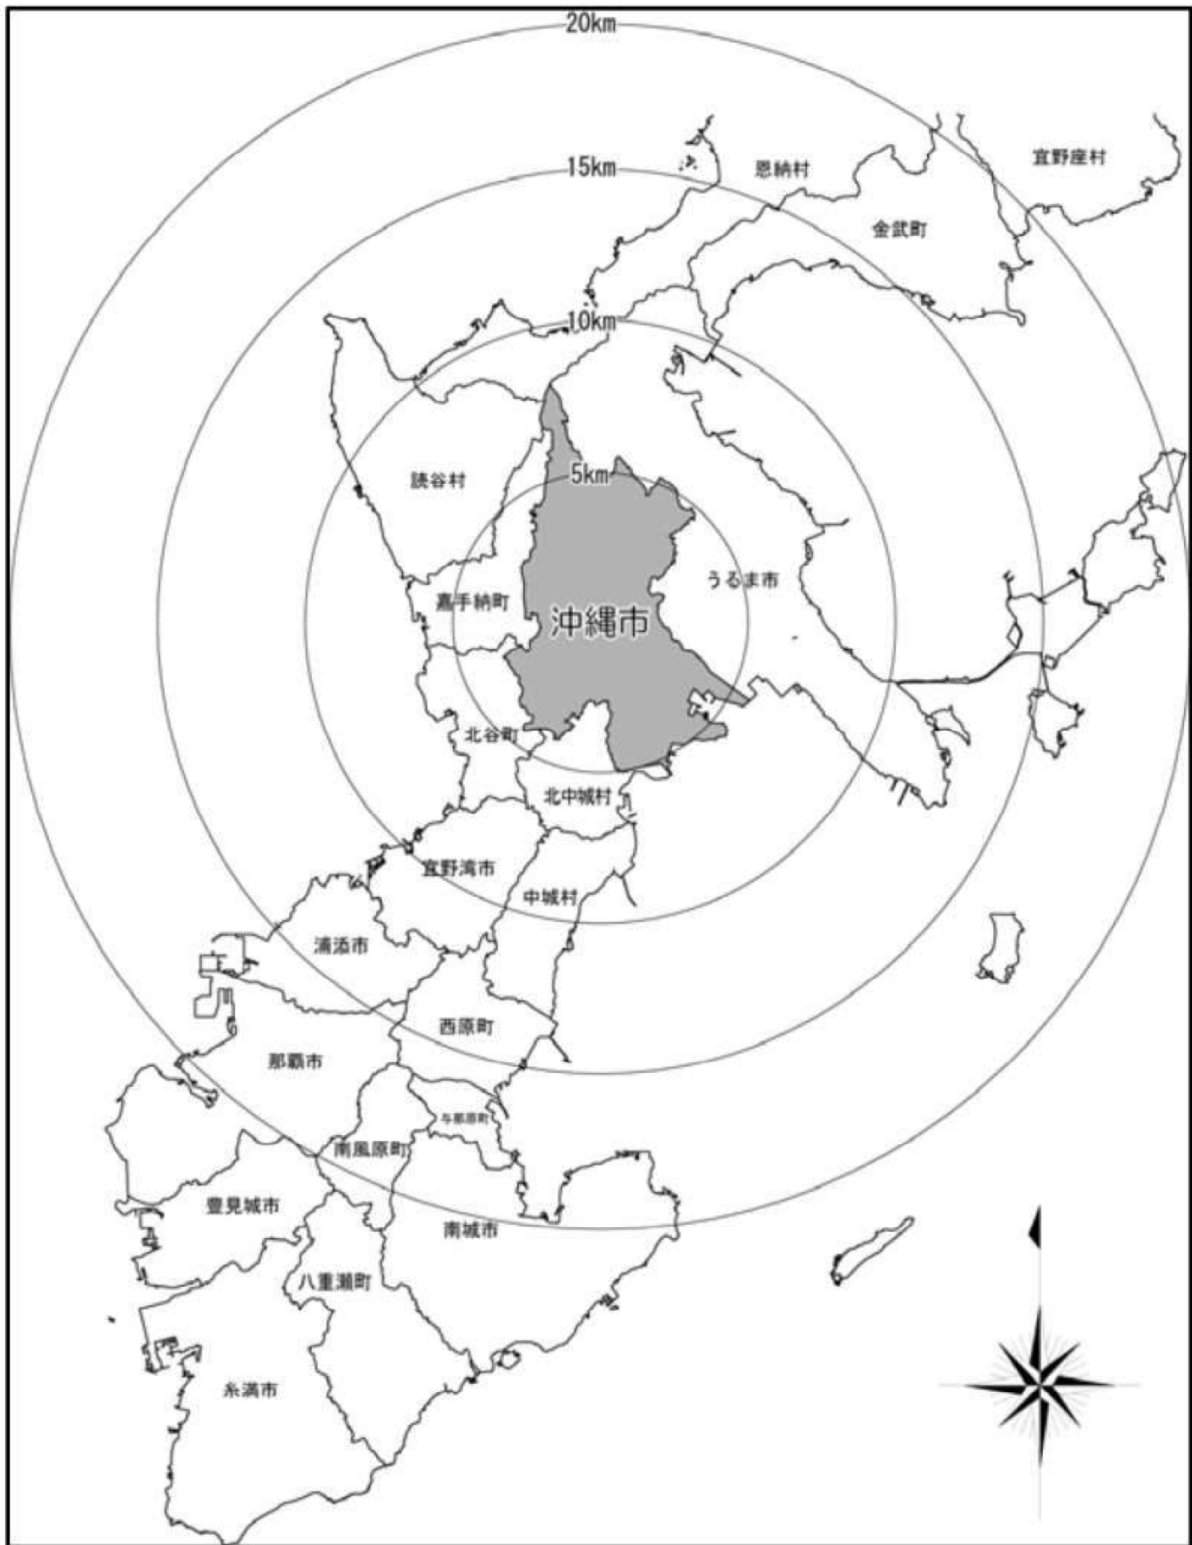 20km
15km
恩納村
宜野座村
金武町
10km
5km
読谷村
うるま市
嘉手納町
沖縄市
北谷町
北中城村
宜野湾市
中城村
浦添市
西原町
那覇市
与那原町
南風原町
豊見城市
南城市
八重瀬町
糸満市